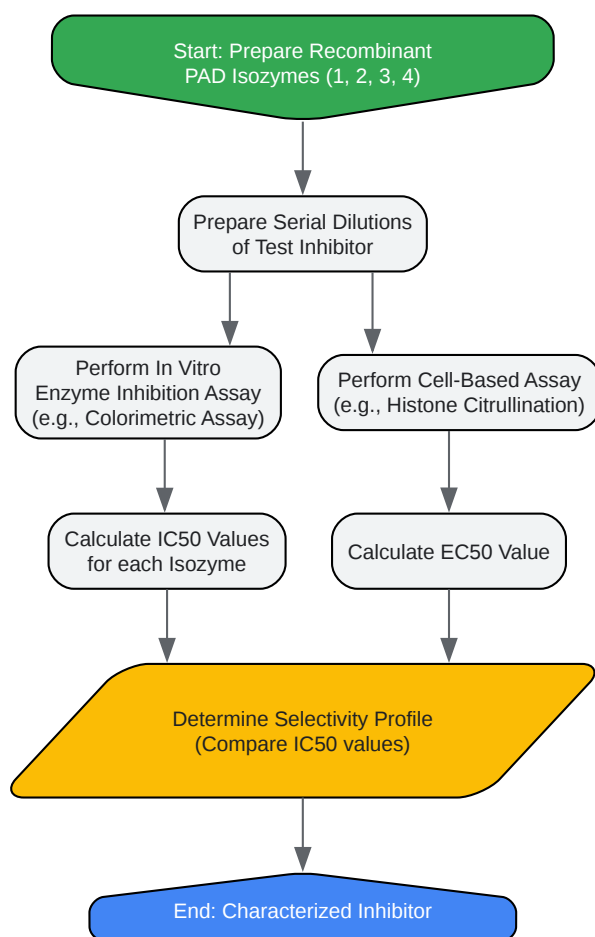 Start: Prepare Recombinant
PAD Isozymes (1, 2, 3, 4)
Prepare Serial Dilutions
of Test Inhibitor
Perform In Vitro
Enzyme Inhibition Assay
(e.g., Colorimetric Assay)
Perform Cell-Based Assay
(e.g., Histone Citrullination)
Calculate IC50 Values
for each Isozyme
Calculate EC50 Value
Determine Selectivity Profile
(Compare IC50 values)
End: Characterized Inhibitor